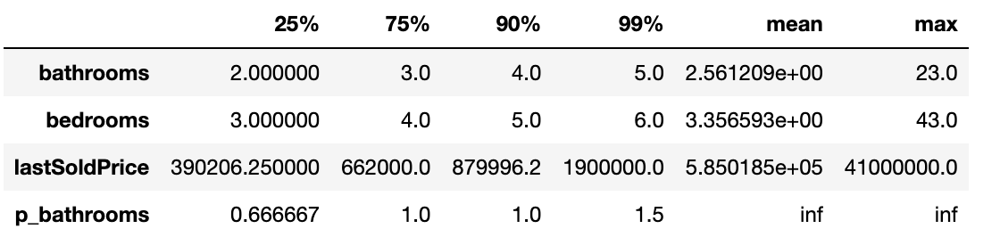 25% 75% 90% 99% mean max
bathrooms 2.000000 3.0 4.0 5.0 2.561209e+00 23.0
bedrooms 3.000000 4.0 5.0 6.0 3.356593e+00 43.0
lastSoldPrice 390206.250000 662000.0 879996.2 1900000.0 5.850185e+05 41000000.0
p_bathrooms 0.666667 1.0 1.0 1.5 inf inf